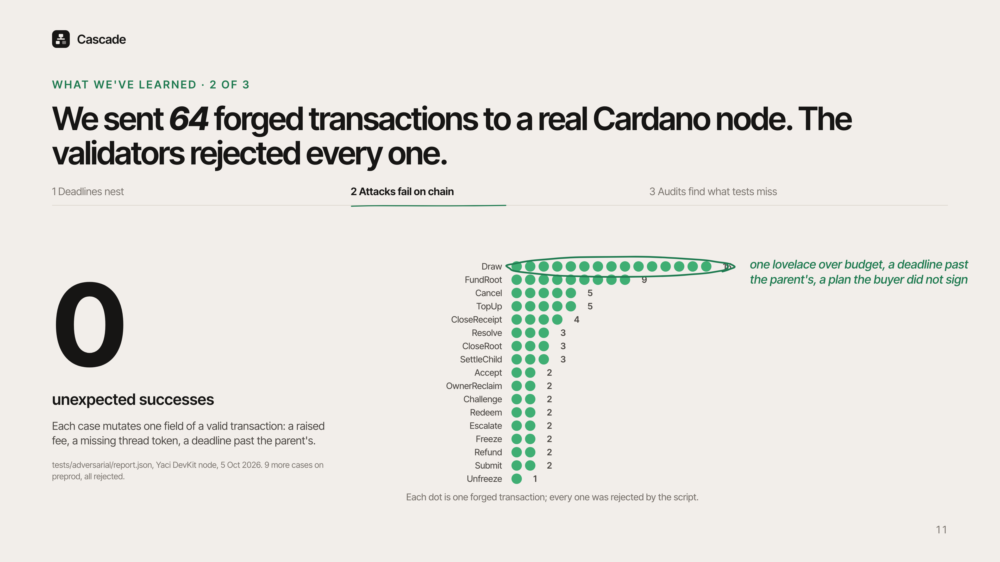 Cascade
WHAT WE'VE LEARNED · 2 OF 3
We sent 64 forged transactions to a real Cardano node. The
validators rejected every one.
1 Deadlines nest
2 Attacks fail on chain
3 Audits find what tests miss
0
unexpected successes
Each case mutates one field of a valid transaction: a raised
fee, a missing thread token, a deadline past the parent's.
tests/adversarial/report.json, Yaci DevKit node, 5 Oct 2026. 9 more cases on
preprod, all rejected.
Draw 15
one lovelace over budget, a deadline past
the parent's, a plan the buyer did not sign
FundRoot 9
Cancel 5
TopUp 5
CloseReceipt 4
Resolve 3
CloseRoot 3
SettleChild 3
Accept 2
OwnerReclaim 2
Challenge 2
Redeem 2
Escalate 2
Freeze 2
Refund 2
Submit 2
Unfreeze 1
Each dot is one forged transaction; every one was rejected by the script.
11